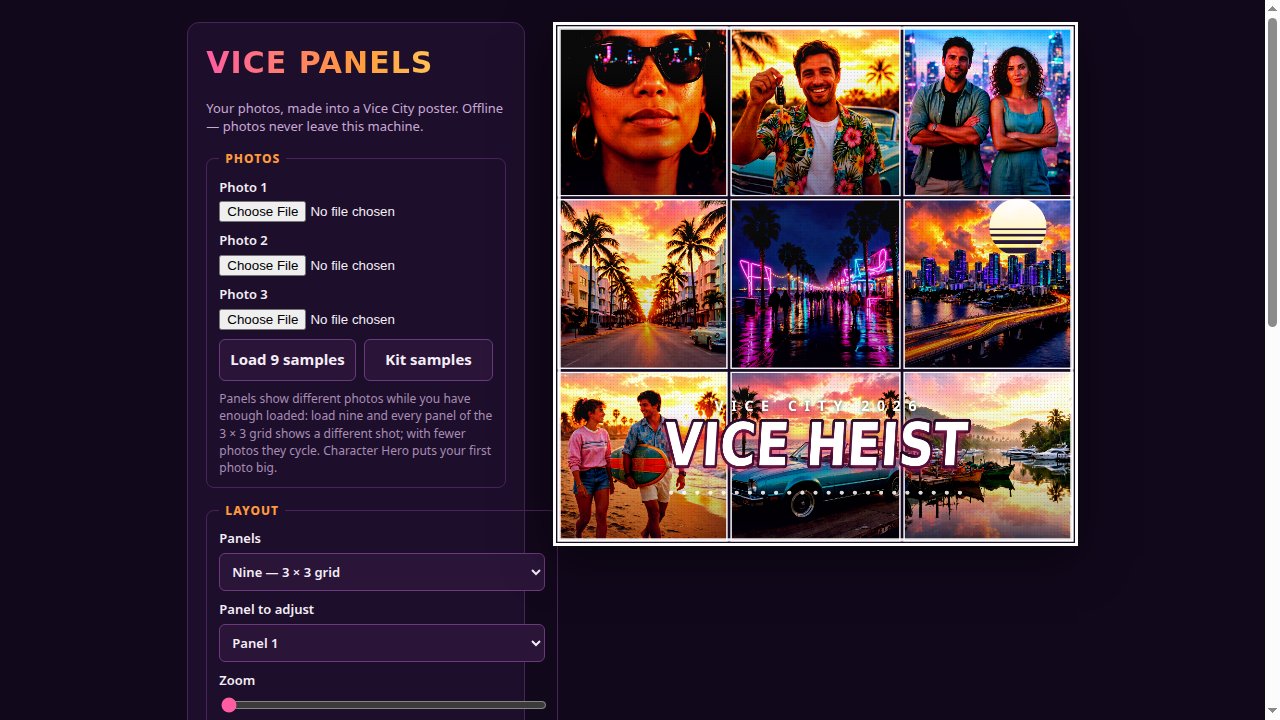 VICE PANELS
Your photos, made into a Vice City poster. Offline
— photos never leave this machine.
PHOTOS
Photo 1
Choose File No file chosen
Photo 2
Choose File No file chosen
Photo 3
Choose File No file chosen
Load 9 samples
Kit samples
Panels show different photos while you have
enough loaded: load nine and every panel of the
3 × 3 grid shows a different shot; with fewer
photos they cycle. Character Hero puts your first
photo big.
LAYOUT
Panels
Nine — 3 × 3 grid
Panel to adjust
Panel 1
Zoom
VICE CITY 2026
VICE HEIST